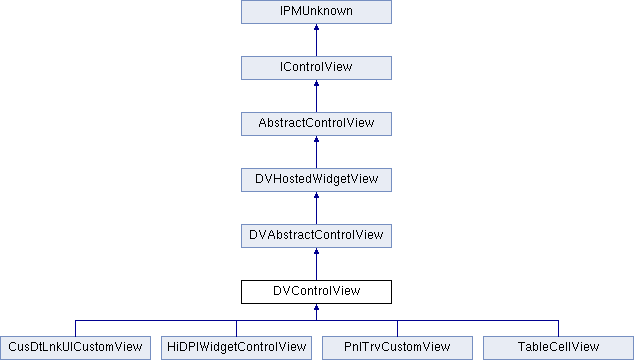 IPMUnknown
IControlView
AbstractControlView
DVHostedWidgetView
DVAbstractControlView
DVControlView
CusDtLnkUICustomView
HiDPIWidgetControlView
PnlTrvCustomView
TableCellView